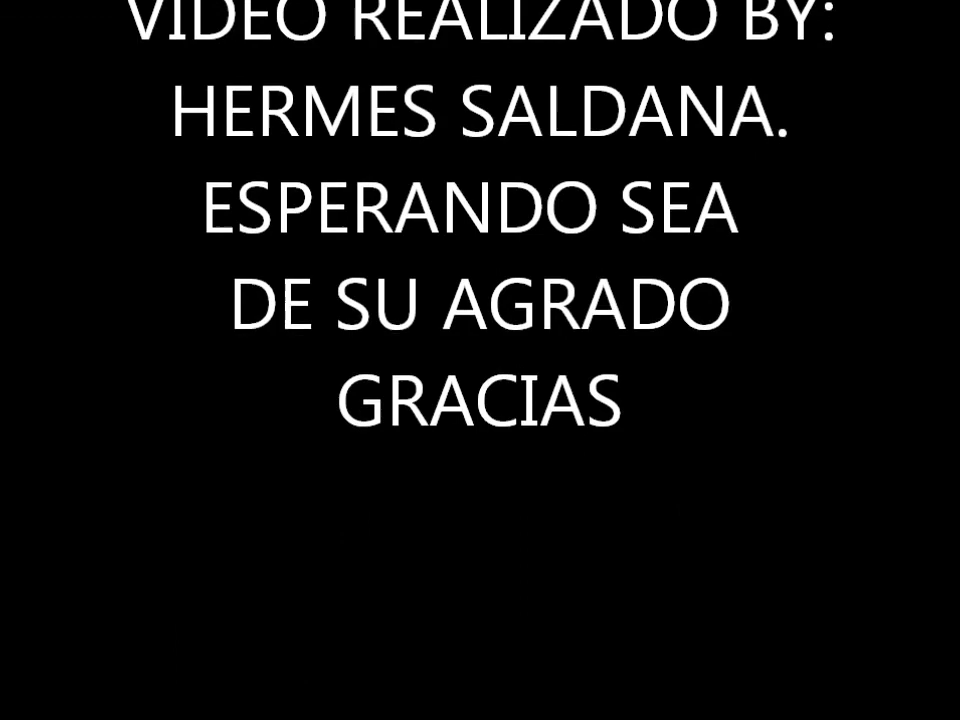 VIDEO REALIZADO BY:
HERMES SALDANA.
ESPERANDO SEA
DE SU AGRADO
GRACIAS